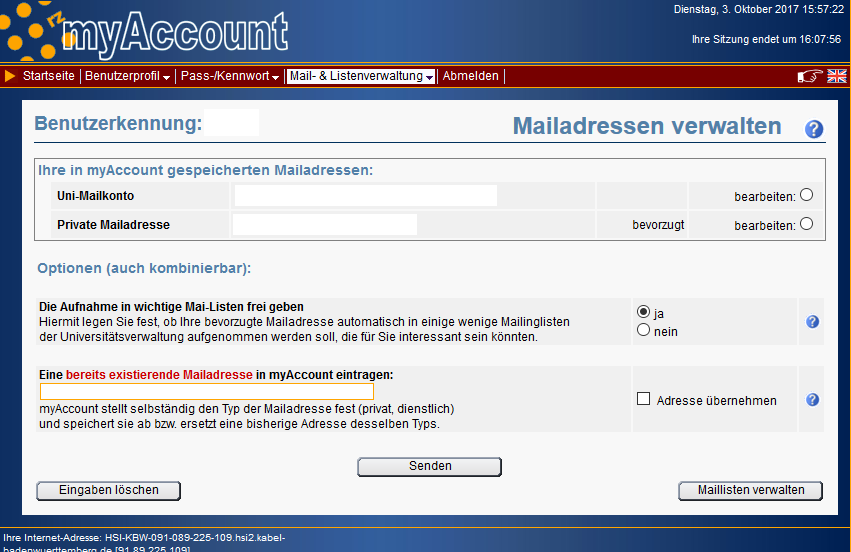 Dienstag, 3. Oktober 2017 15:57:22
myAccount
Ihre Sitzung endet um 16:07:56
Startseite Benutzerprofil Pass-/Kennwort Mail- & Listenverwaltung Abmelden
Benutzerkennung: Mailadressen verwalten ?
Ihre in myAccount gespeicherten Mailadressen:
Uni-Mailkonto bearbeiten:
Private Mailadresse bevorzugt bearbeiten:
Optionen (auch kombinierbar):
Die Aufnahme in wichtige Mai-Listen frei geben
Hiermit legen Sie fest, ob Ihre bevorzugte Mailadresse automatisch in einige wenige Mailinglisten
der Universitätsverwaltung aufgenommen werden soll, die für Sie interessant sein könnten.
ja
nein
?
Eine bereits existierende Mailadresse in myAccount eintragen:
myAccount stellt selbständig den Typ der Mailadresse fest (privat, dienstlich)
und speichert sie ab bzw. ersetzt eine bisherige Adresse desselben Typs.
Adresse übernehmen
?
Senden
Eingaben löschen Maillisten verwalten
Ihre Internet-Adresse: HSI-KBW-091-089-225-109.hsi2.kabel-
badenwuerttemberg.de [91.89.225.109]